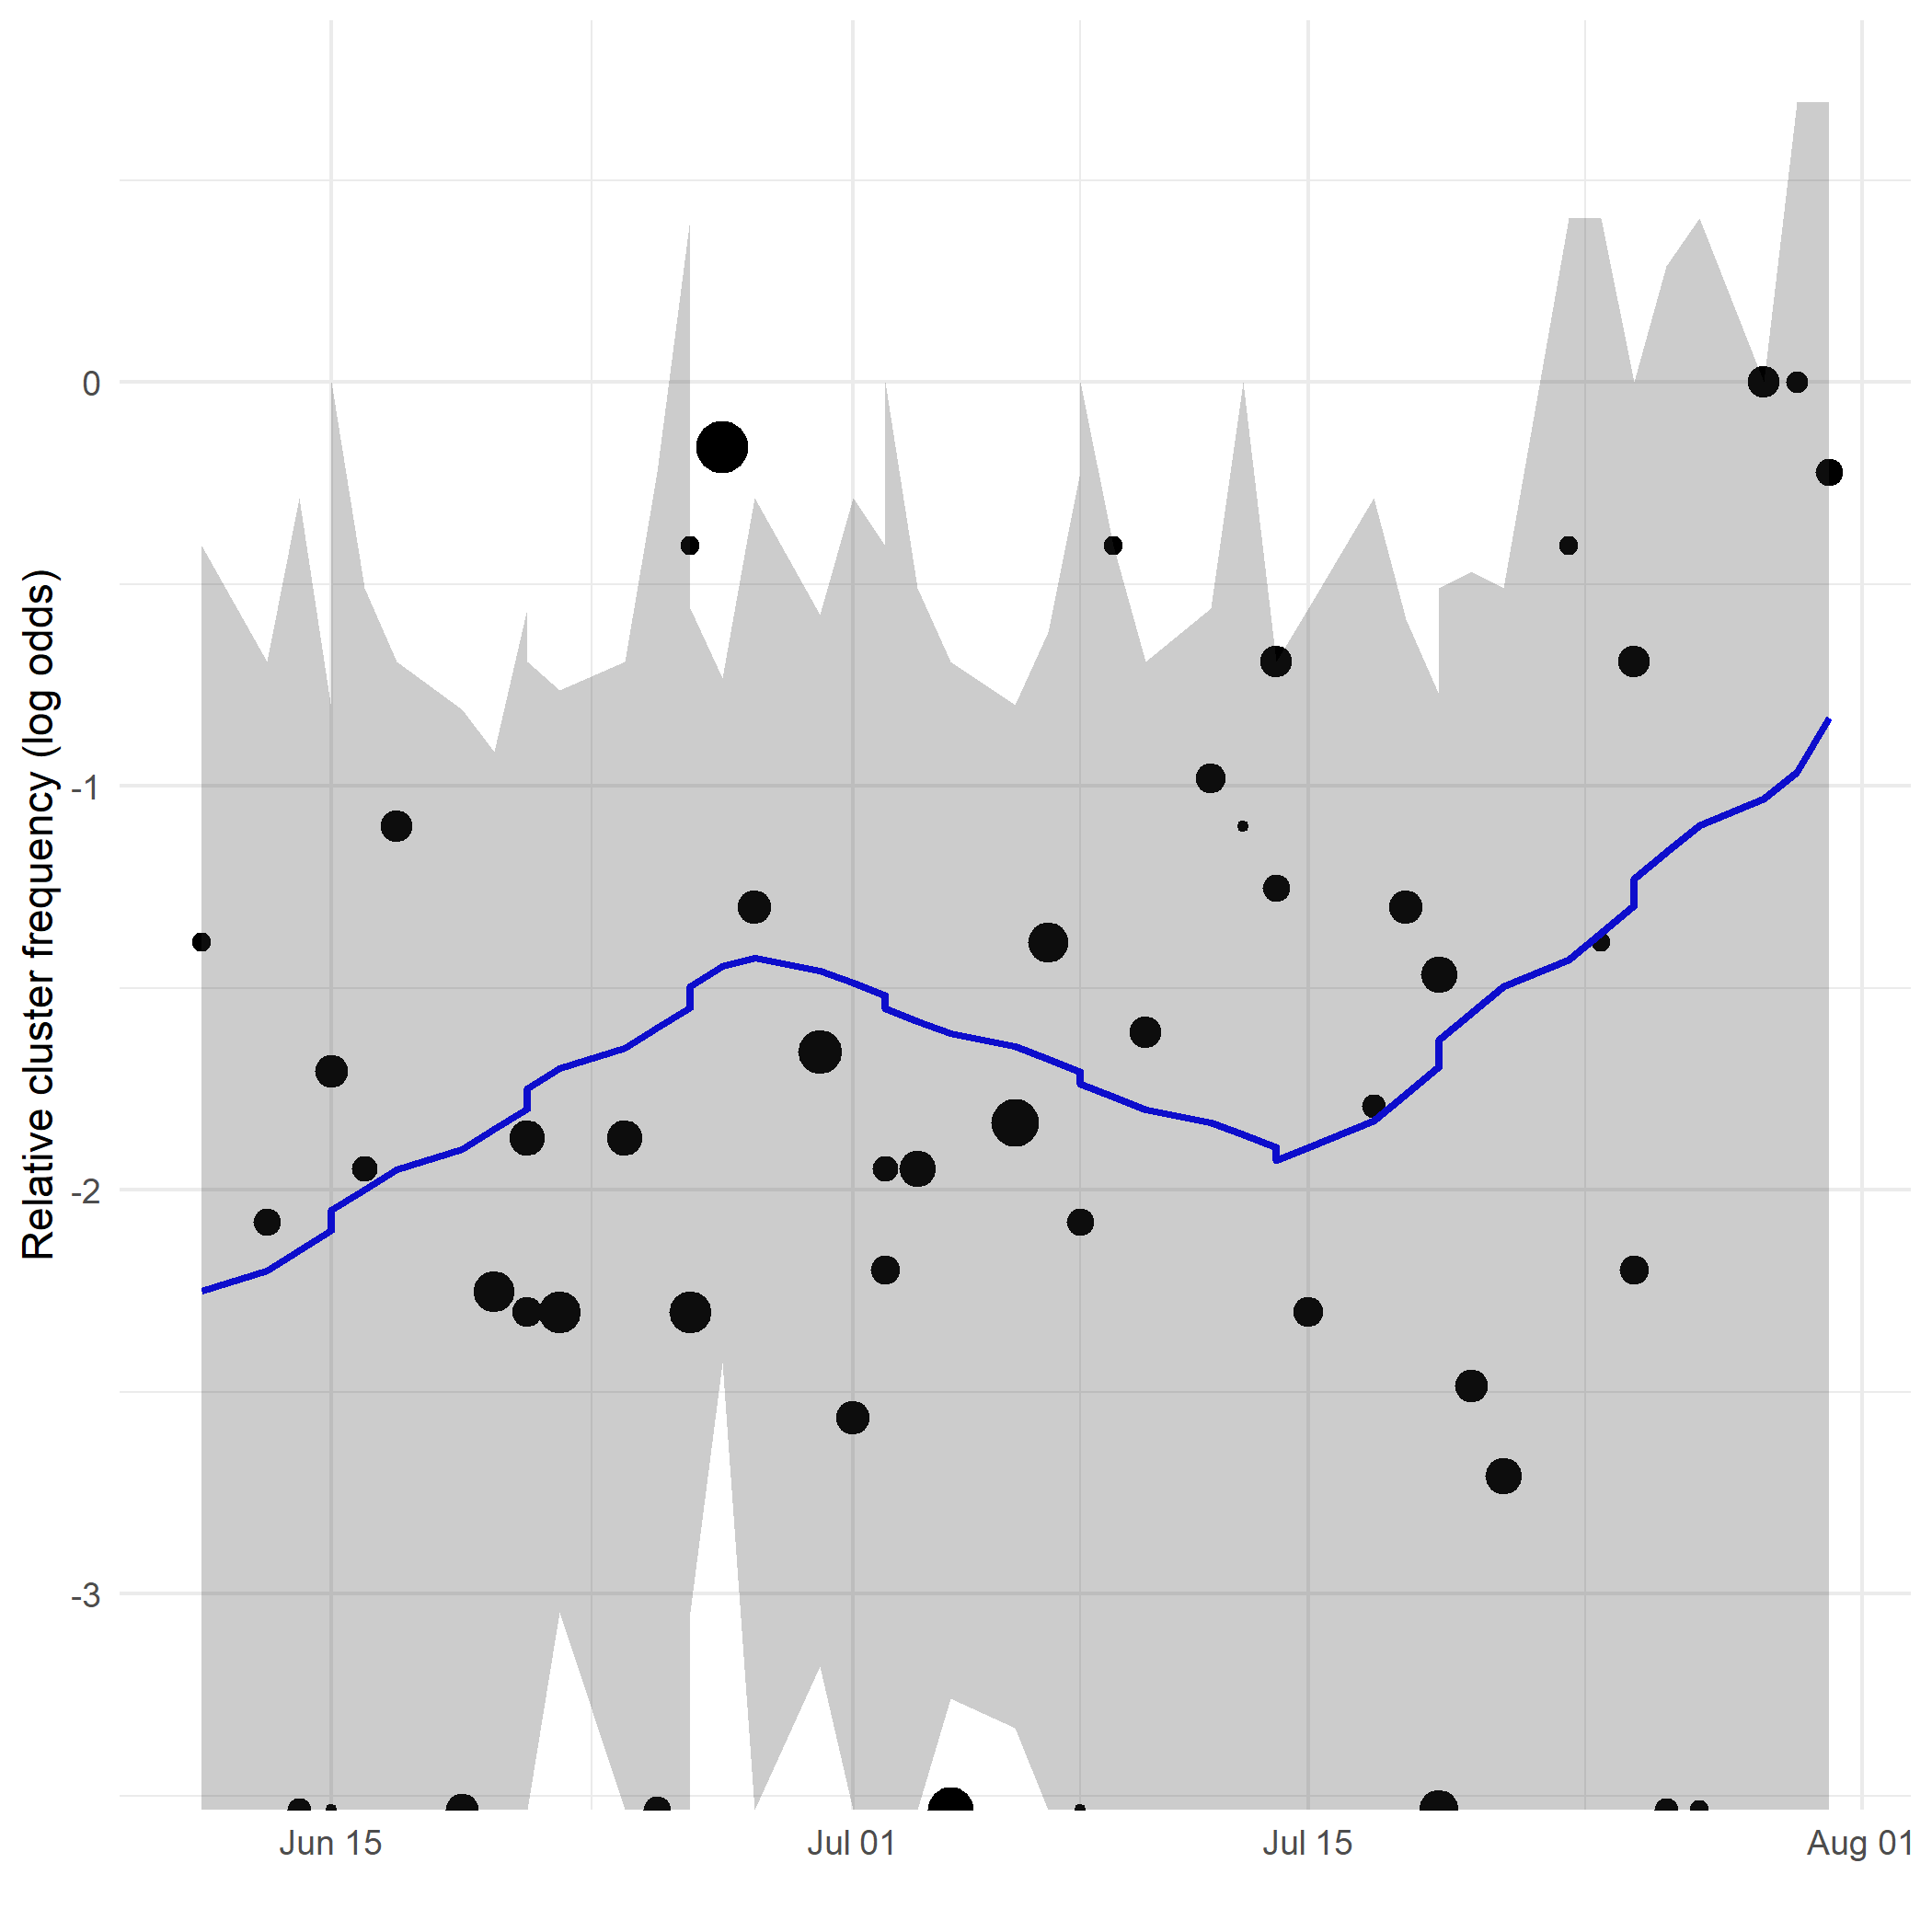 Relative cluster frequency (log odds)
0
-1
-2
-3
Jun 15
Jul 01
Jul 15
Aug 01